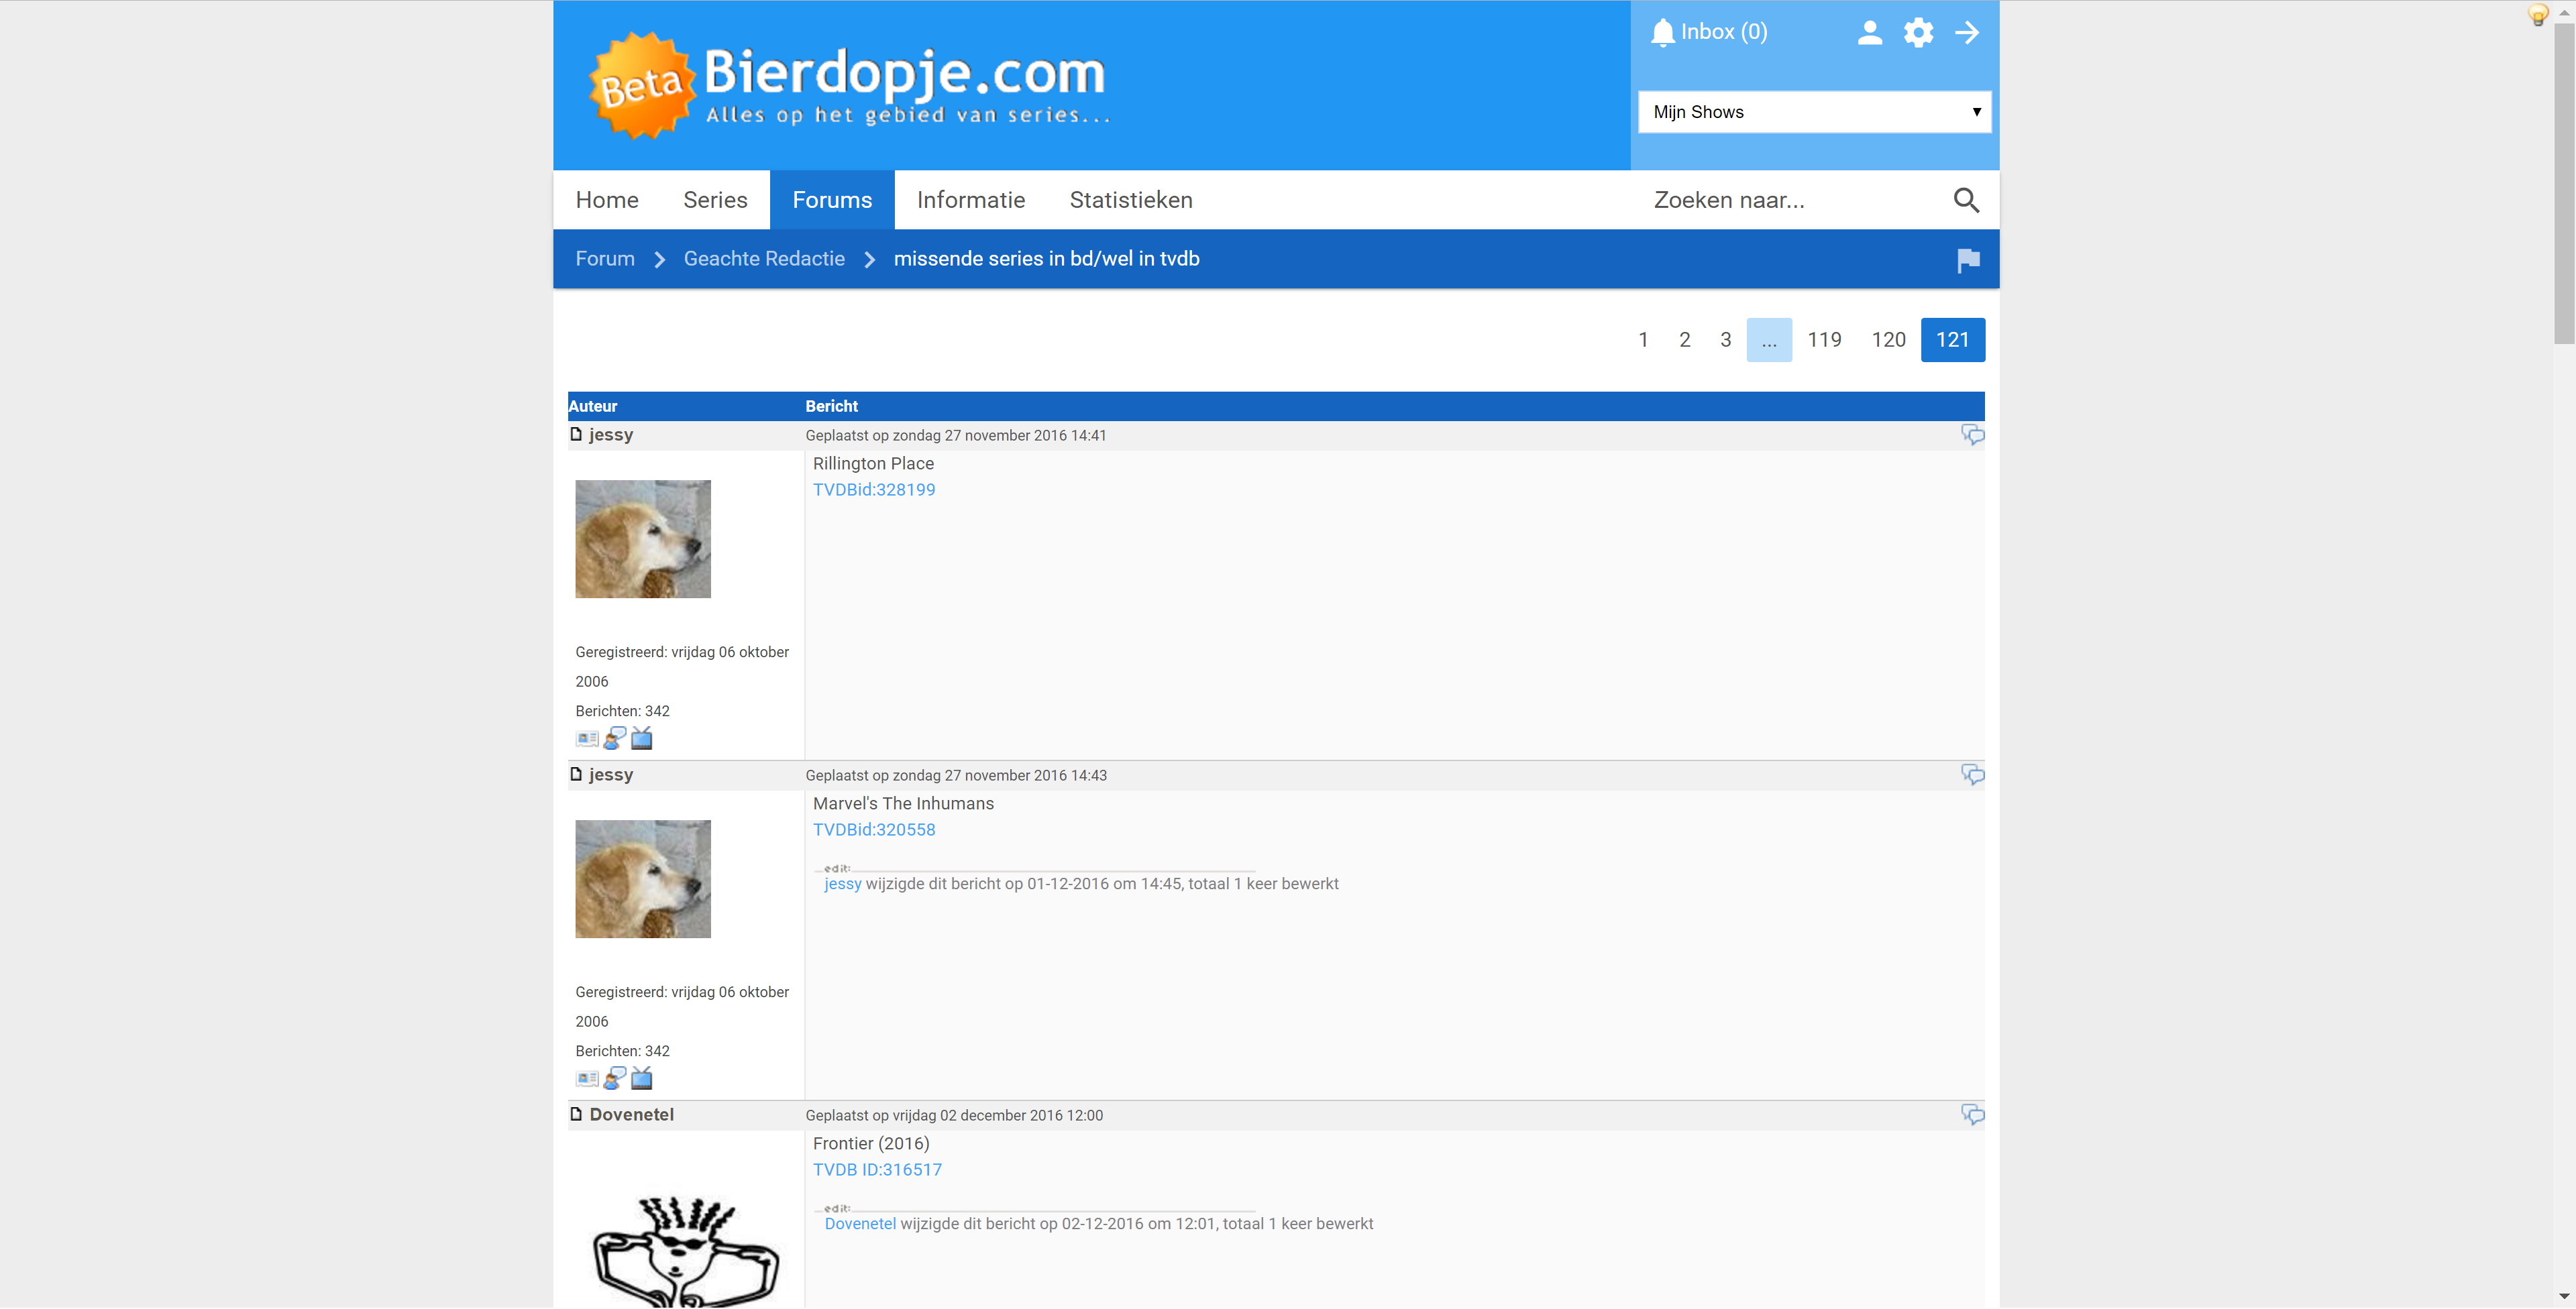 Beta
Bierdopje.com
Alles op het gebied van series...
Inbox (0)
Mijn Shows
Home
Series
Forums
Informatie
Statistieken
Zoeken naar...
Forum
Geachte Redactie
missende series in bd/wel in tvdb
1 2 3 ... 119 120 121
Auteur
Bericht
jessy
Geplaatst op zondag 27 november 2016 14:41
Rillington Place
TVDBid:328199
Geregistreerd: vrijdag 06 oktober
2006
Berichten: 342
jessy
Geplaatst op zondag 27 november 2016 14:43
Marvel's The Inhumans
TVDBid:320558
edit:
jessy wijzigde dit bericht op 01-12-2016 om 14:45, totaal 1 keer bewerkt
Geregistreerd: vrijdag 06 oktober
2006
Berichten: 342
Dovenetel
Geplaatst op vrijdag 02 december 2016 12:00
Frontier (2016)
TVDB ID:316517
edit:
Dovenetel wijzigde dit bericht op 02-12-2016 om 12:01, totaal 1 keer bewerkt